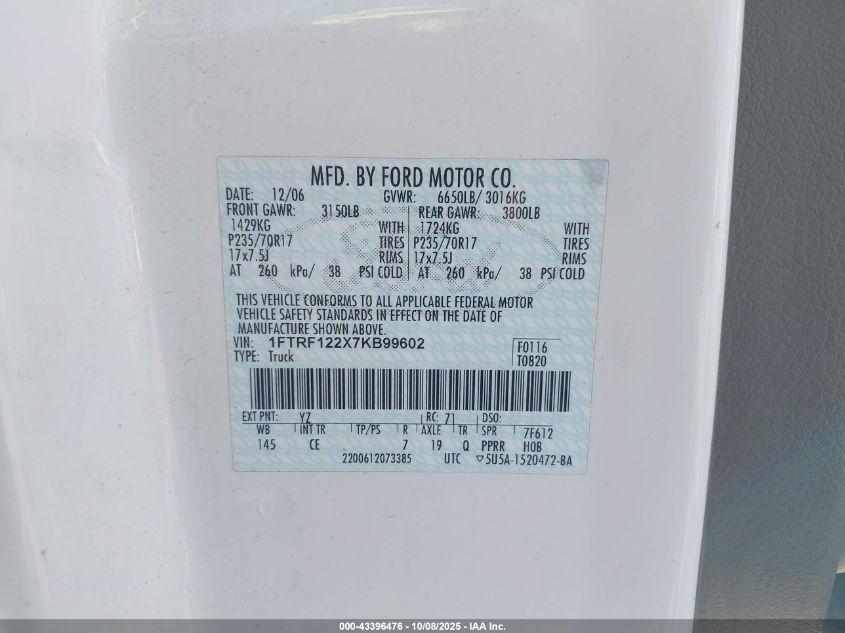 MFD. BY FORD MOTOR CO.
DATE: 12/06 GVWR: 6650LB/ 3016KG
FRONT GAWR: 3150LB REAR GAWR: 3800LB
1429KG WITH 1724KG WITH
P235/70R17 TIRES P235/70R17 TIRES
17x7.5J RIMS 17x7.5J RIMS
AT 260 kPa/ 38 PSI COLD AT 260 kPa/ 38 PSI COLD
THIS VEHICLE CONFORMS TO ALL APPLICABLE FEDERAL MOTOR
VEHICLE SAFETY STANDARDS IN EFFECT ON THE DATE OF
MANUFACTURE SHOWN ABOVE.
VIN: 1FTRF122X7KB99602 F0116
TYPE: Truck T0820
EXT PNT: YZ RC: 71 DSO:
WB INT TR TP/PS R AXLE TR SPR 7F612
145 CE 7 19 Q PPRR HOB
2200612073385 UTC ▽5U5A-1520472-BA
000-43396476 - 10/08/2025 - IAA Inc.